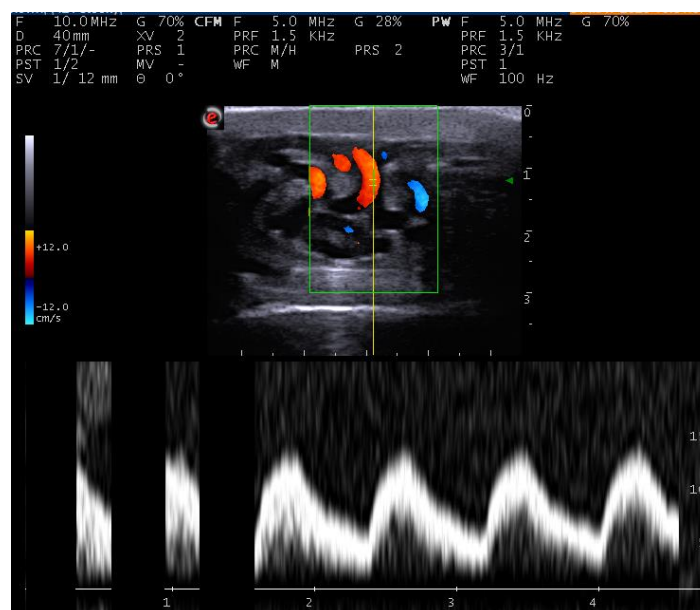 F 10.0 MHz G 70% CFM F 5.0 MHz G 28% PW F 5.0 MHz G 70%
D 40mm XV 2 PRF 1.5 KHz PRF 1.5 KHz
PRC 7/1/- PRS 1 PRC M/H PRS 2 PRC 3/1
PST 1/2 MV - WF M PST 1
SV 1/ 12 mm Θ 0° WF 100 Hz
e
0
1
2
3
+12.0
-12.0
cm/s
1 2 3 4